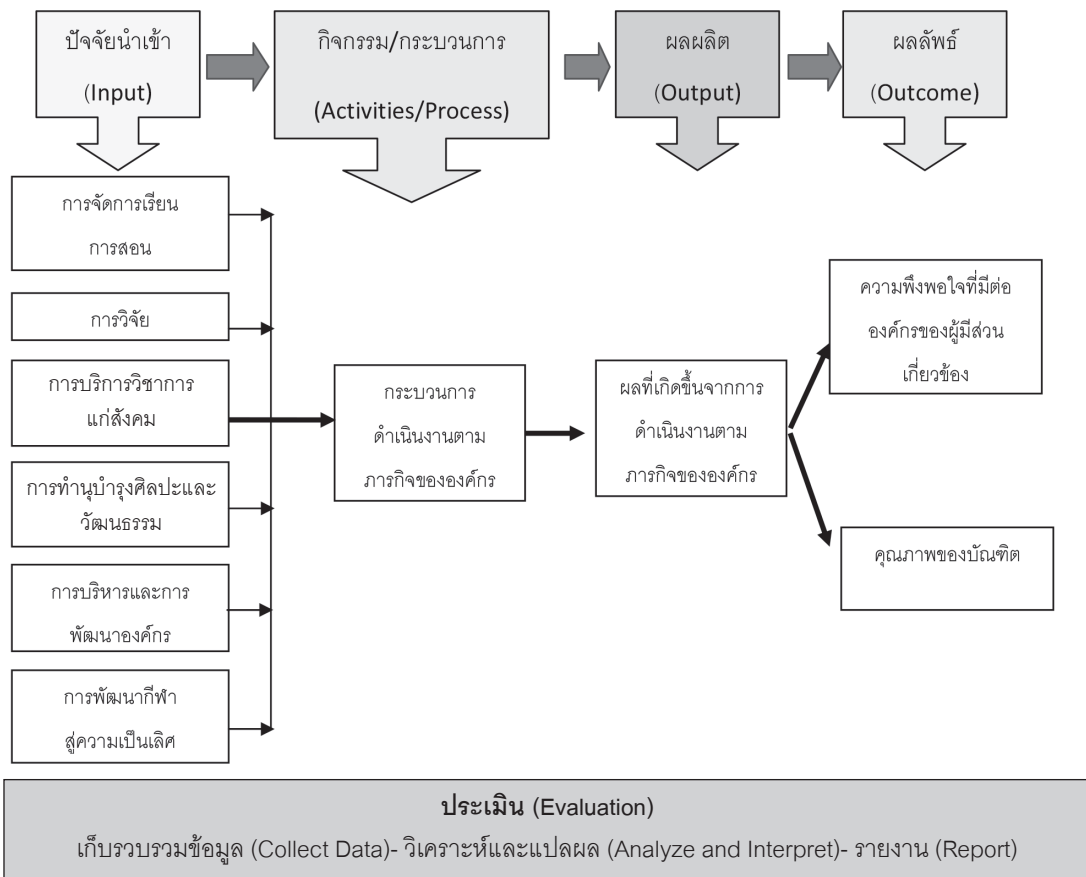 ปัจจัยนำเข้า
(Input)
กิจกรรม/กระบวนการ
(Activities/Process)
ผลผลิต
(Output)
ผลลัพธ์
(Outcome)
การจัดการเรียน
การสอน
การวิจัย
การบริการวิชาการ
แก่สังคม
การทำนุบำรุงศิลปะและ
วัฒนธรรม
การบริหารและการ
พัฒนาองค์กร
การพัฒนากีฬา
สู่ความเป็นเลิศ
กระบวนการ
ดำเนินงานตาม
ภารกิจขององค์กร
ผลที่เกิดขึ้นจากการ
ดำเนินงานตาม
ภารกิจขององค์กร
ความพึงพอใจที่มีต่อ
องค์กรของผู้มีส่วน
เกี่ยวข้อง
คุณภาพของบัณฑิต
ประเมิน (Evaluation)
เก็บรวบรวมข้อมูล (Collect Data)- วิเคราะห์และแปลผล (Analyze and Interpret)- รายงาน (Report)